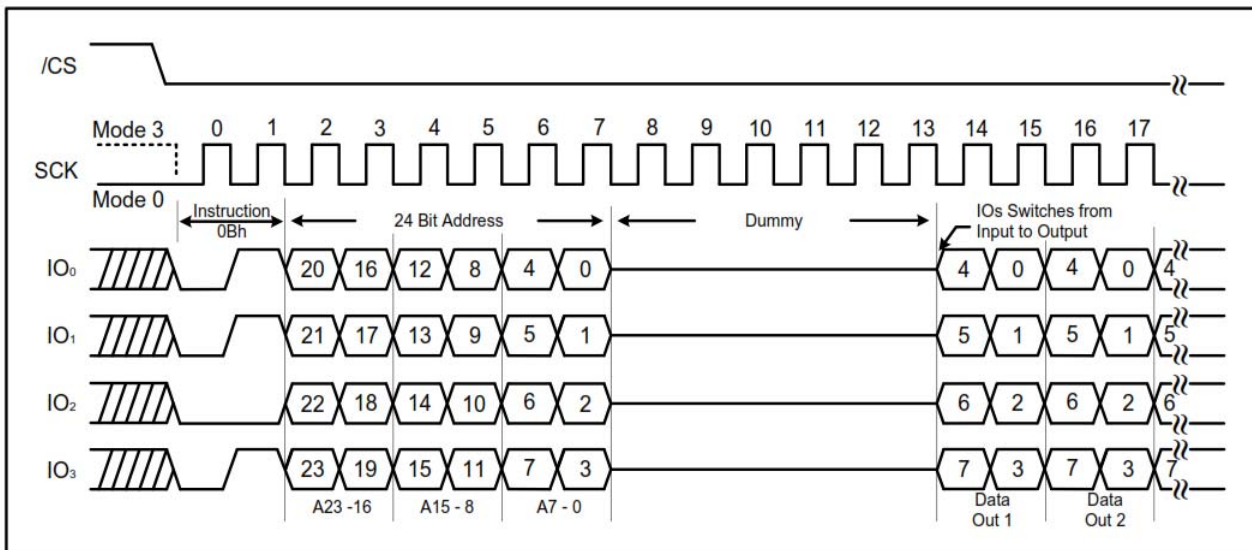 /CS
Mode 3 0 1 2 3 4 5 6 7 8 9 10 11 12 13 14 15 16 17
SCK
Mode 0
Instruction
0Bh
24 Bit Address
Dummy
IOs Switches from
Input to Output
IO₀ 20 16 12 8 4 0 4 0 4 0 4
IO₁ 21 17 13 9 5 1 5 1 5 1 5
IO₂ 22 18 14 10 6 2 6 2 6 2 6
IO₃ 23 19 15 11 7 3 7 3 7 3 7
A23 -16 A15 - 8 A7 - 0
Data
Out 1
Data
Out 2